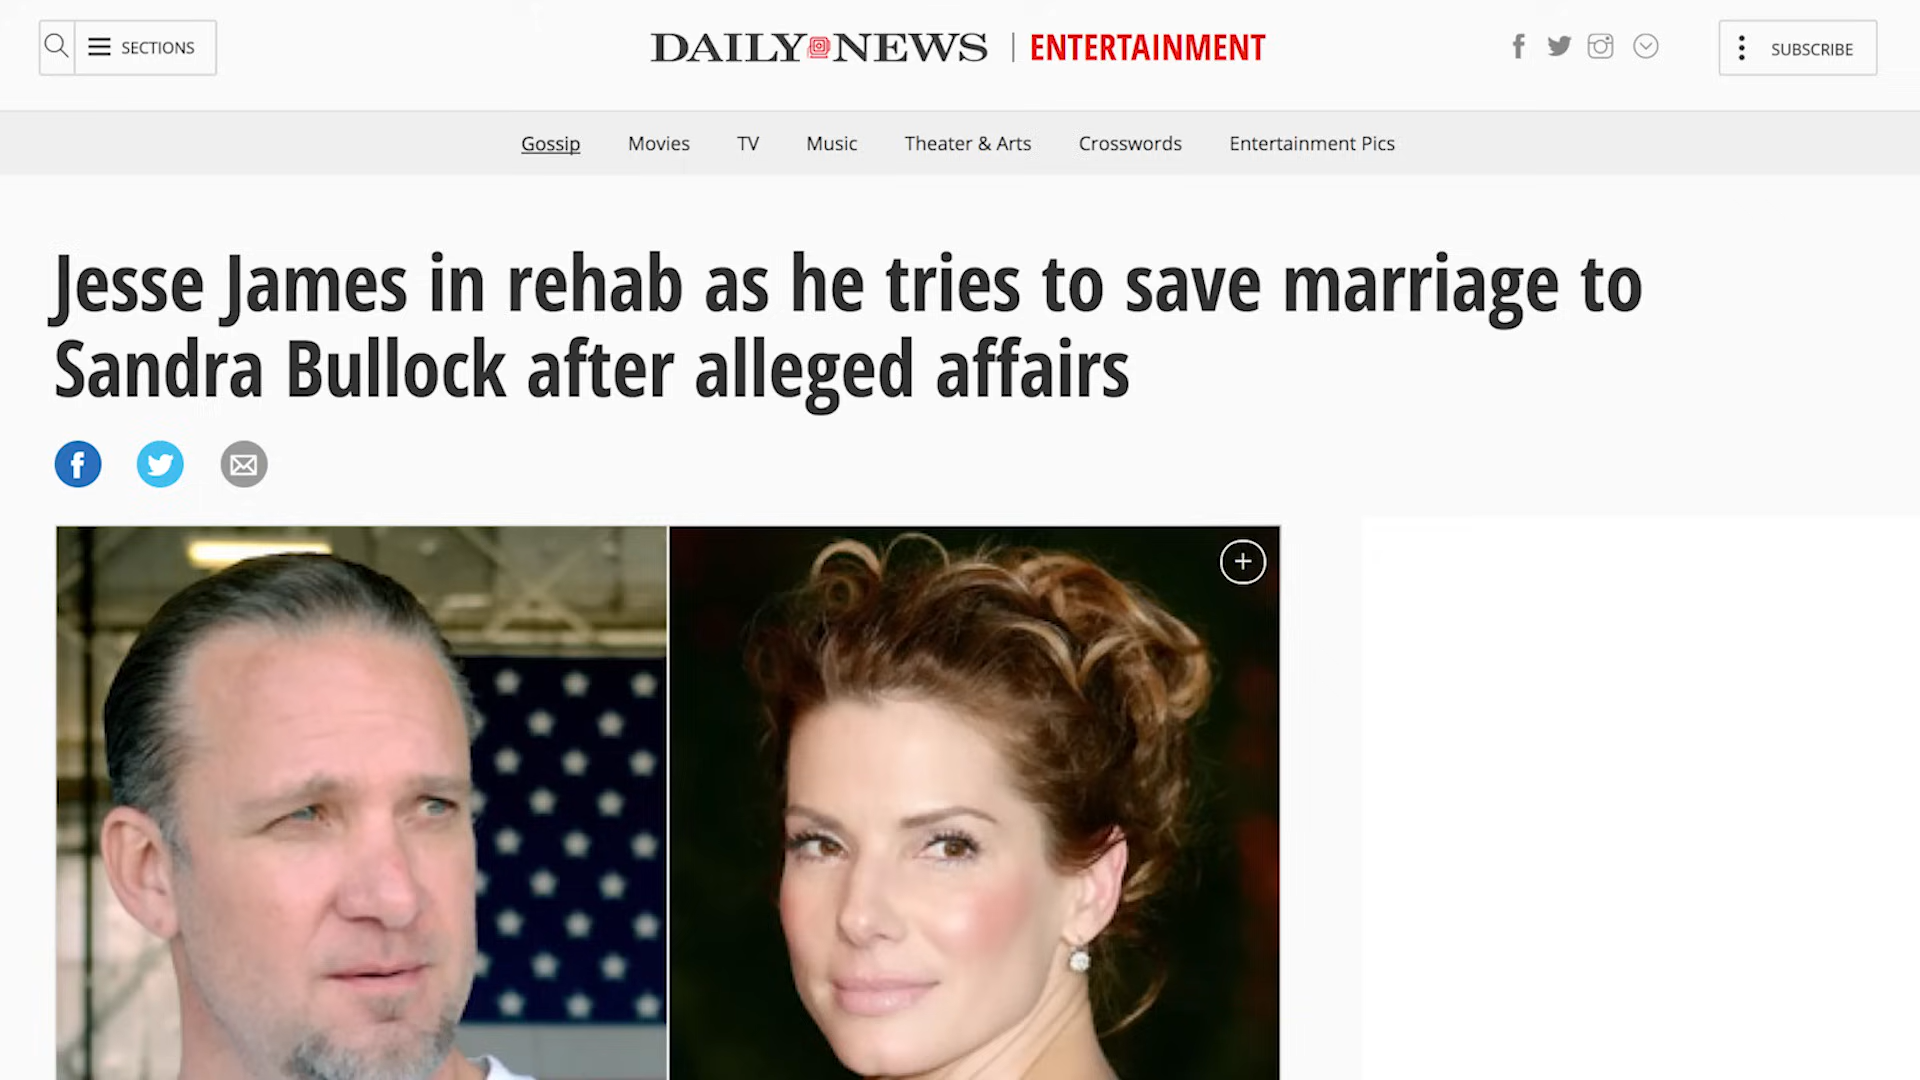 SECTIONS
DAILY NEWS | ENTERTAINMENT
SUBSCRIBE
Gossip Movies TV Music Theater & Arts Crosswords Entertainment Pics
Jesse James in rehab as he tries to save marriage to
Sandra Bullock after alleged affairs